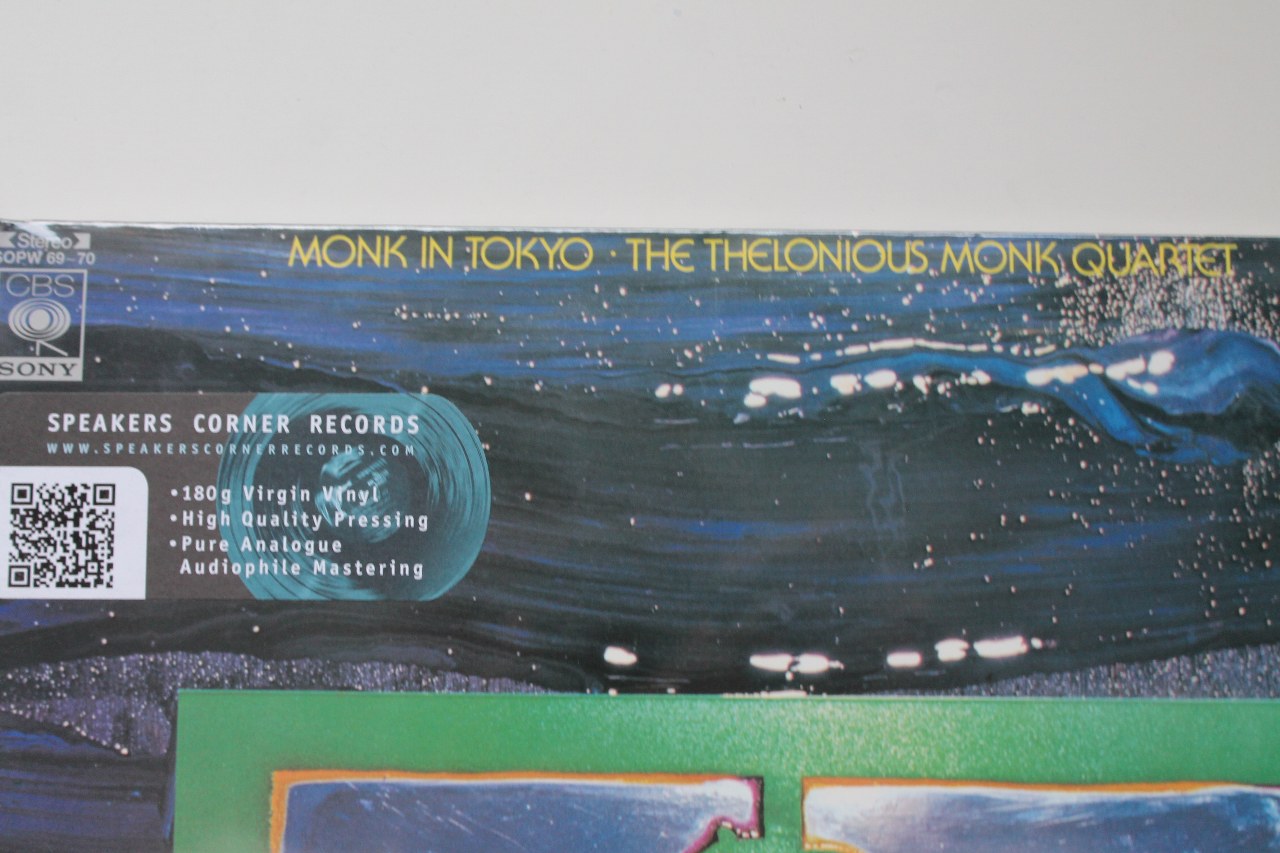 Stereo
SOPW 69-70
MONK IN TOKYO · THE THELONIOUS MONK QUARTET
CBS
SONY
SPEAKERS CORNER RECORDS
WWW.SPEAKERSCORNERRECORDS.COM
•180g Virgin Vinyl
•High Quality Pressing
•Pure Analogue
Audiophile Mastering